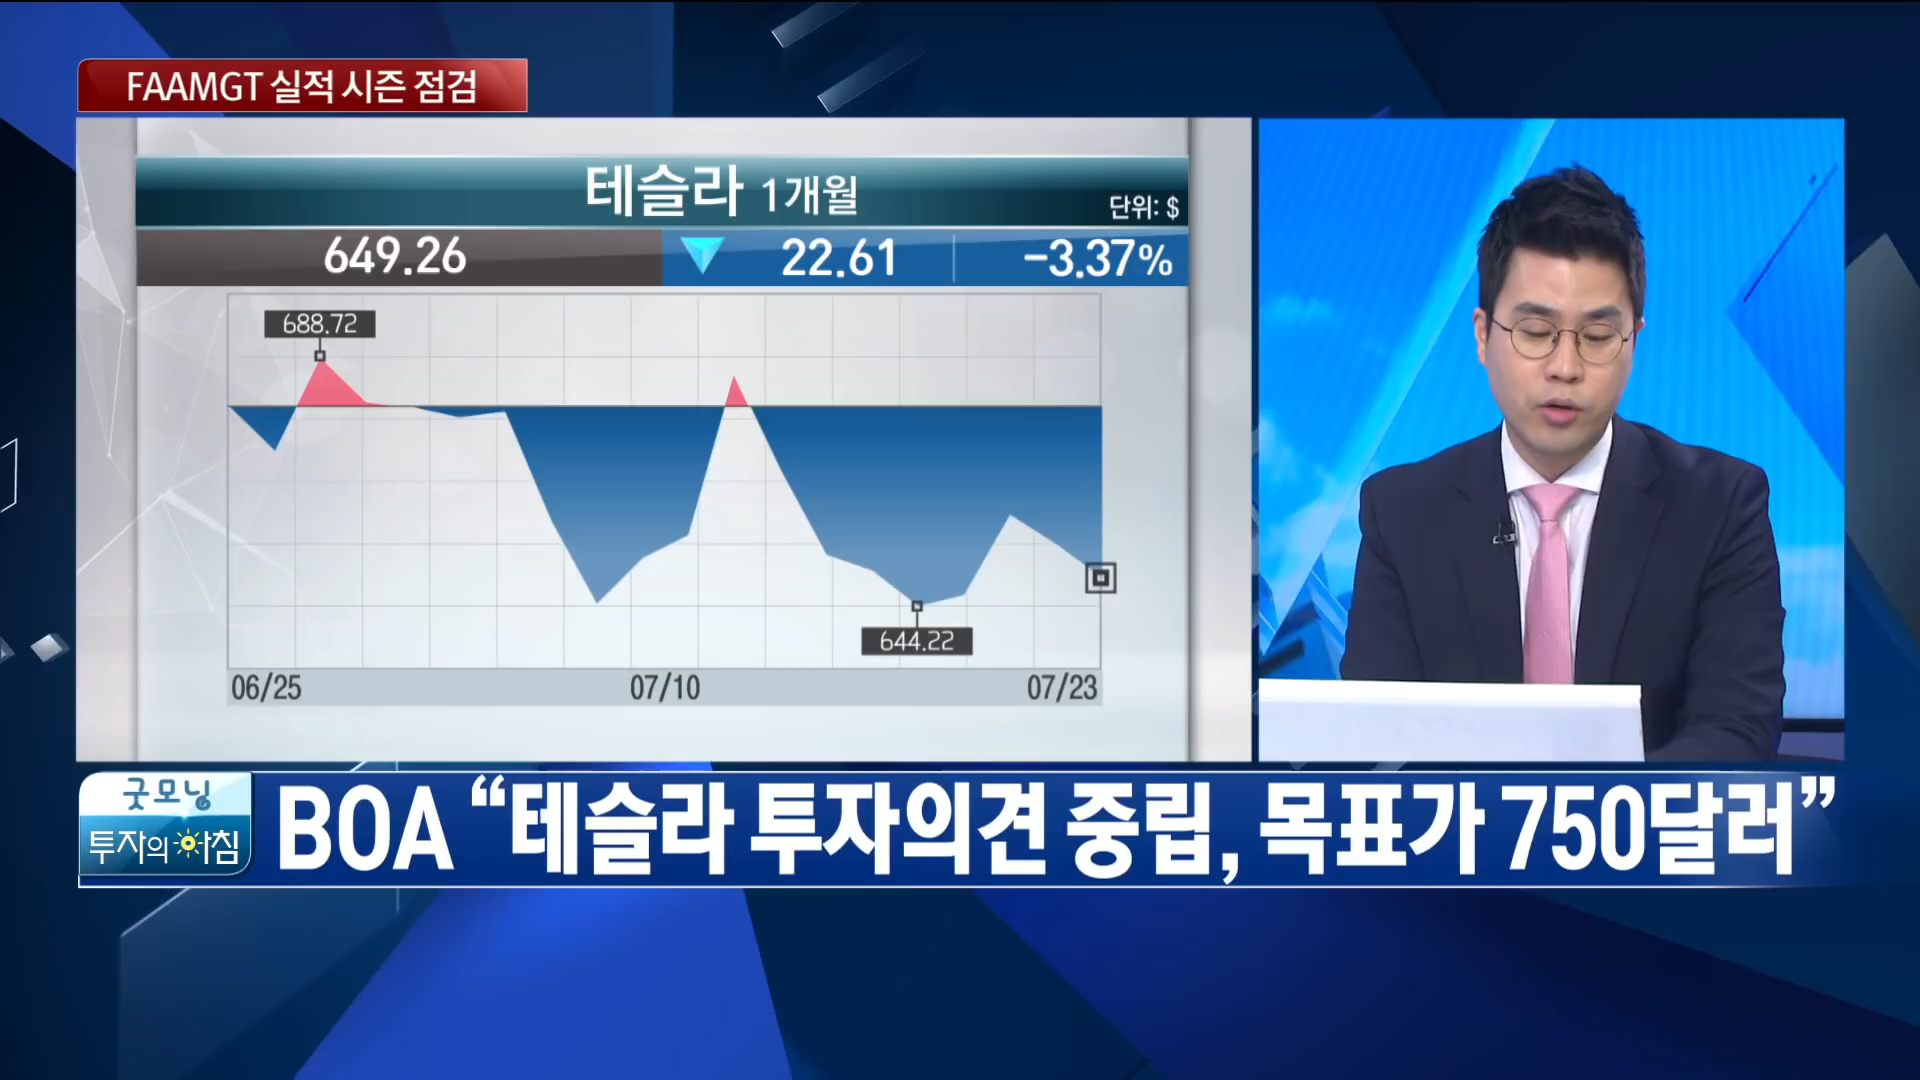 FAAMGT 실적 시즌 점검
테슬라 1개월
단위: $
649.26 ▼ 22.61 -3.37%
688.72
644.22
06/25 07/10 07/23
굿모닝
투자의 아침
BOA “테슬라 투자의견 중립, 목표가 750달러”